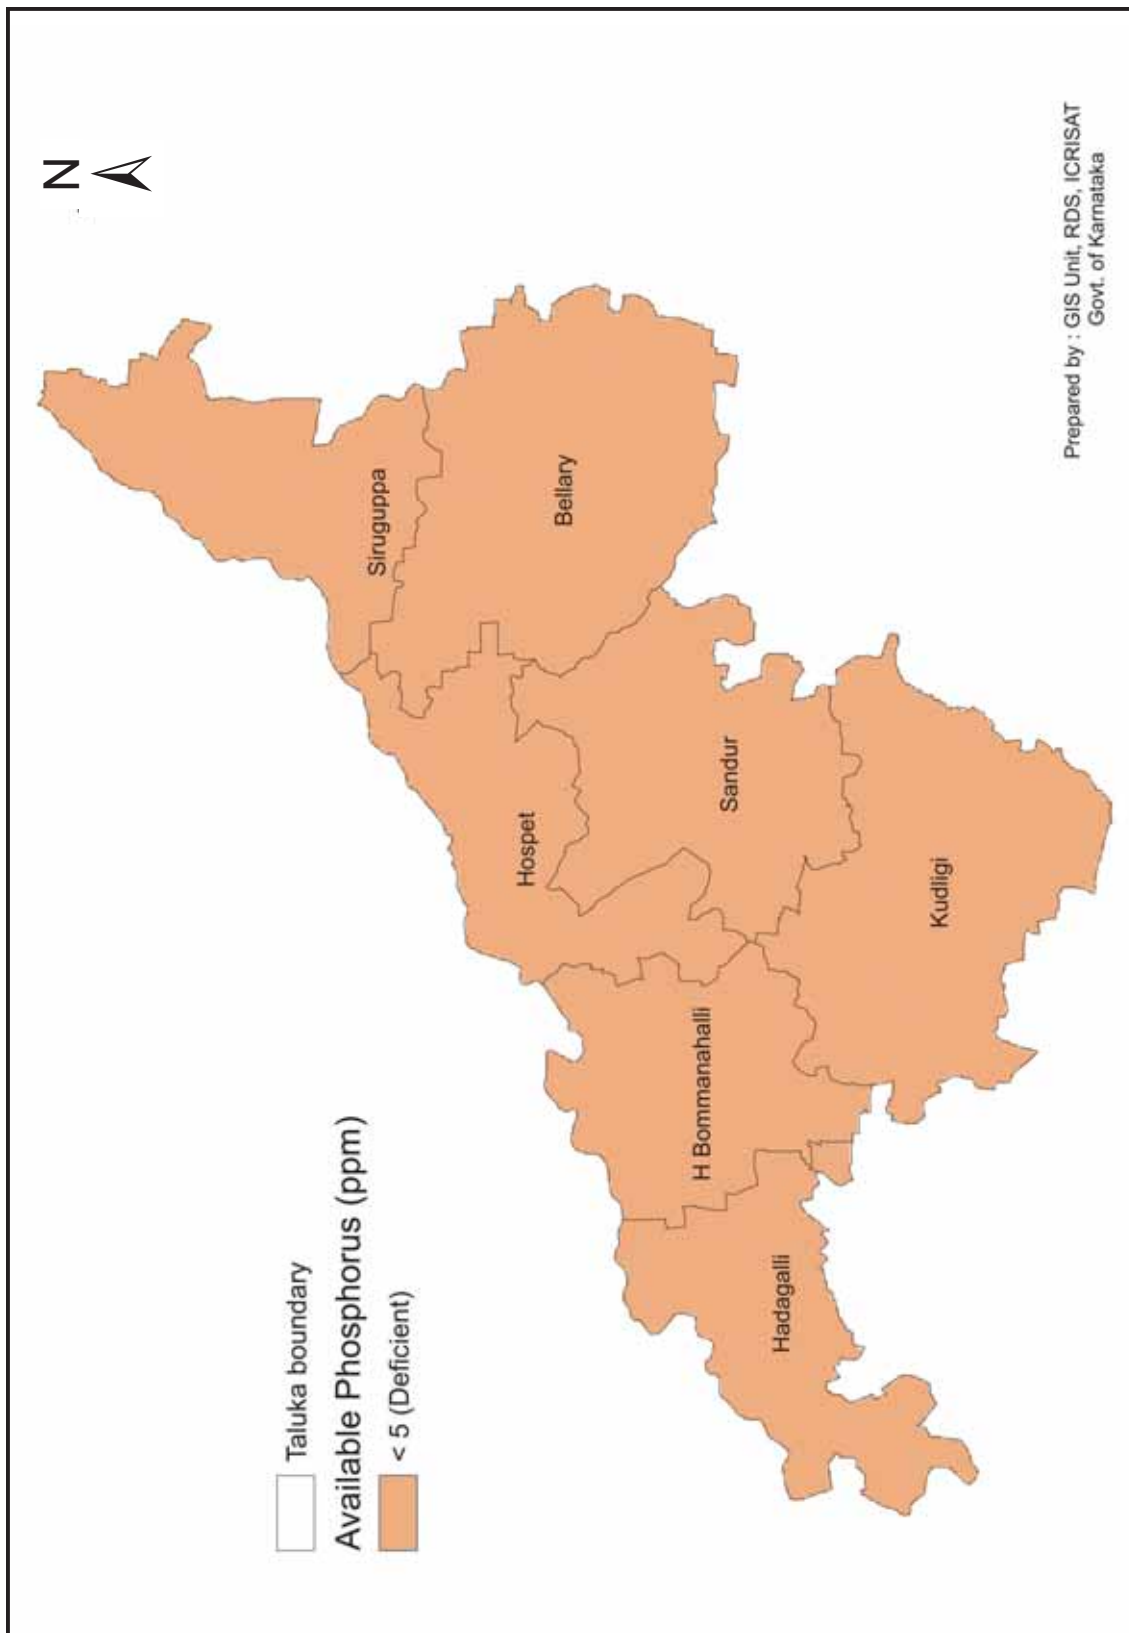 N
Siruguppa
Bellary
Hospet
Sandur
H Bommanahalli
Kudligi
Hadagalli
Taluka boundary
Available Phosphorus (ppm)
< 5 (Deficient)
Prepared by : GIS Unit, RDS, ICRISAT
Govt. of Karnataka